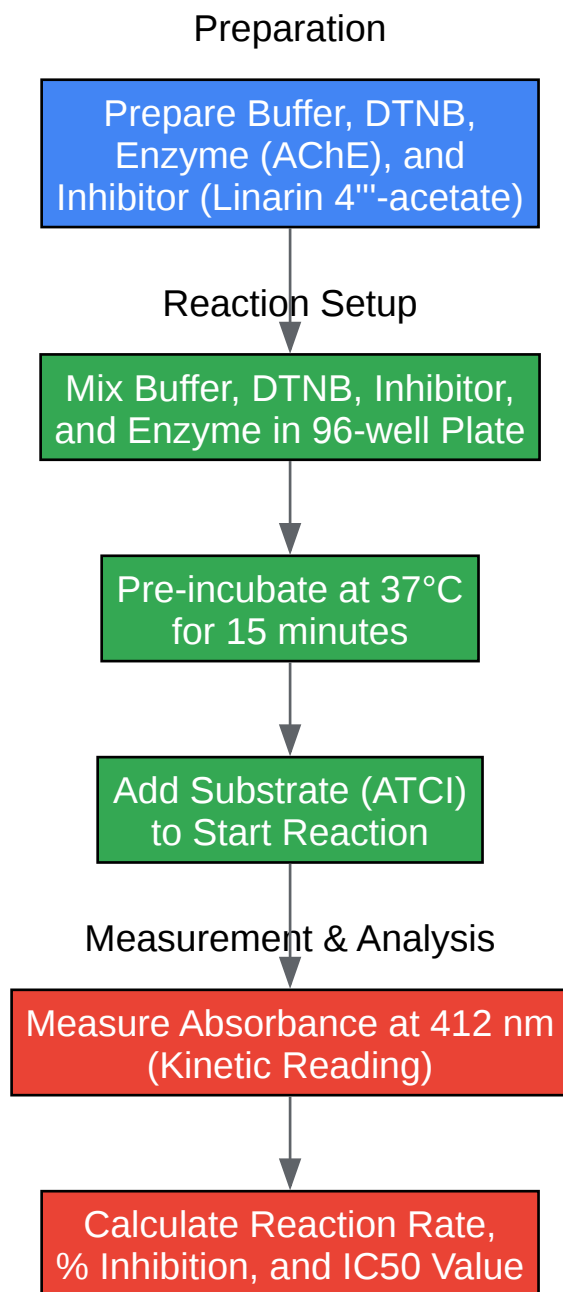 Preparation
Prepare Buffer, DTNB,
Enzyme (AChE), and
Inhibitor (Linarin 4'''-acetate)
Reaction Setup
Mix Buffer, DTNB, Inhibitor,
and Enzyme in 96-well Plate
Pre-incubate at 37°C
for 15 minutes
Add Substrate (ATCI)
to Start Reaction
Measurement & Analysis
Measure Absorbance at 412 nm
(Kinetic Reading)
Calculate Reaction Rate,
% Inhibition, and IC50 Value